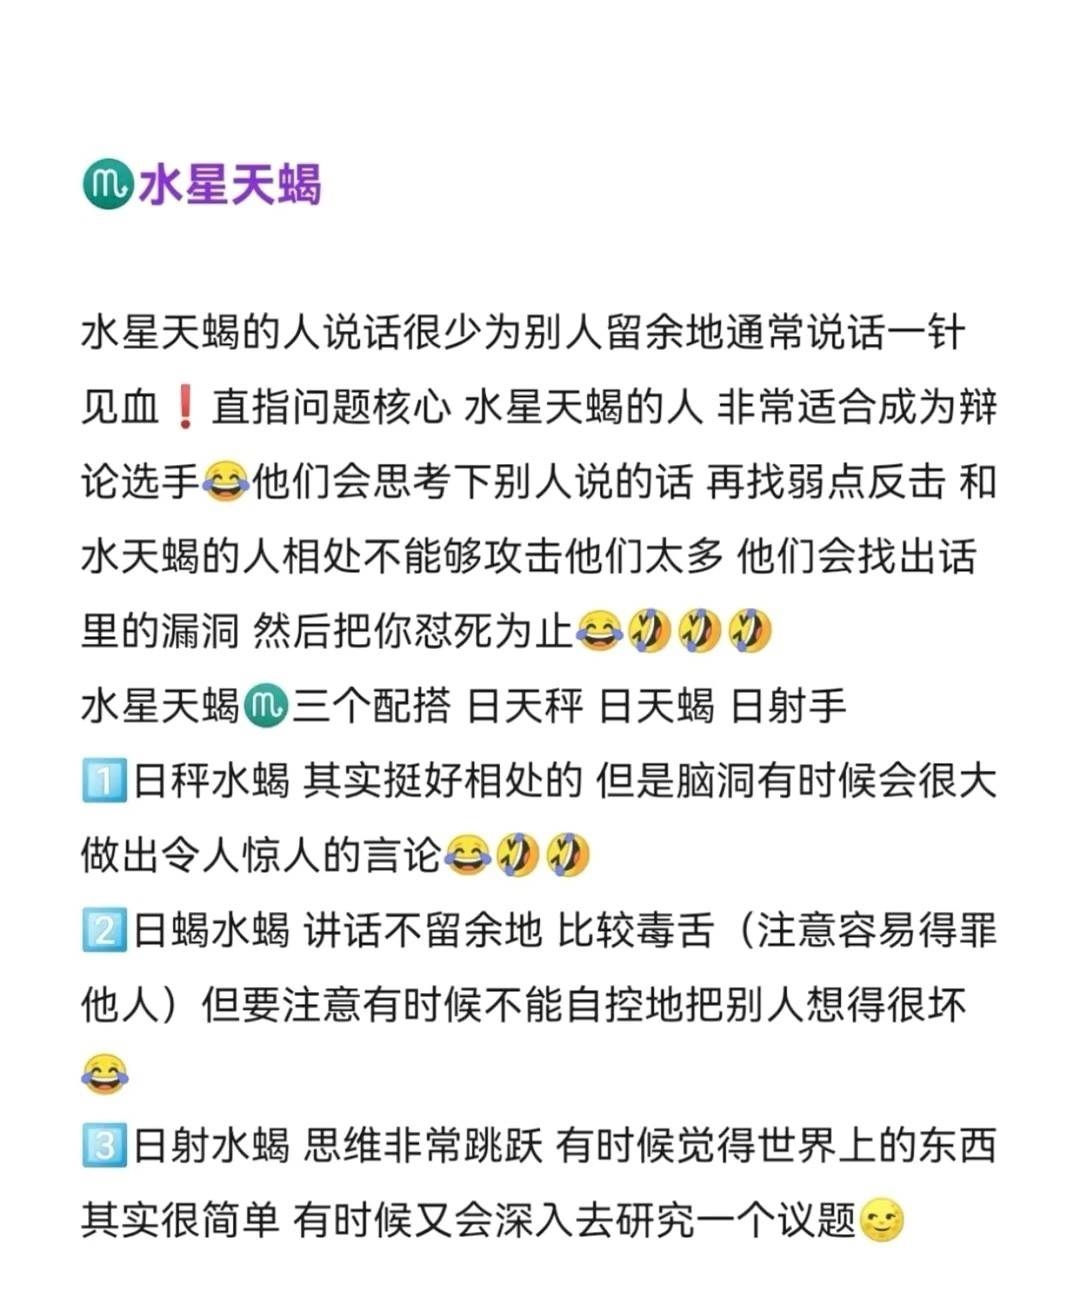 ♏水星天蝎
水星天蝎的人说话很少为别人留余地通常说话一针
见血❗直指问题核心 水星天蝎的人 非常适合成为辩
论选手😂他们会思考下别人说的话 再找弱点反击 和
水天蝎的人相处不能够攻击他们太多 他们会找出话
里的漏洞 然后把你怼死为止😂🤣🤣🤣
水星天蝎♏三个配搭 日天秤 日天蝎 日射手
1️⃣日秤水蝎 其实挺好相处的 但是脑洞有时候会很大
做出令人惊人的言论😂🤣🤣
2️⃣日蝎水蝎 讲话不留余地 比较毒舌（注意容易得罪
他人）但要注意有时候不能自控地把别人想得很坏
😂
3️⃣日射水蝎 思维非常跳跃 有时候觉得世界上的东西
其实很简单 有时候又会深入去研究一个议题🌝